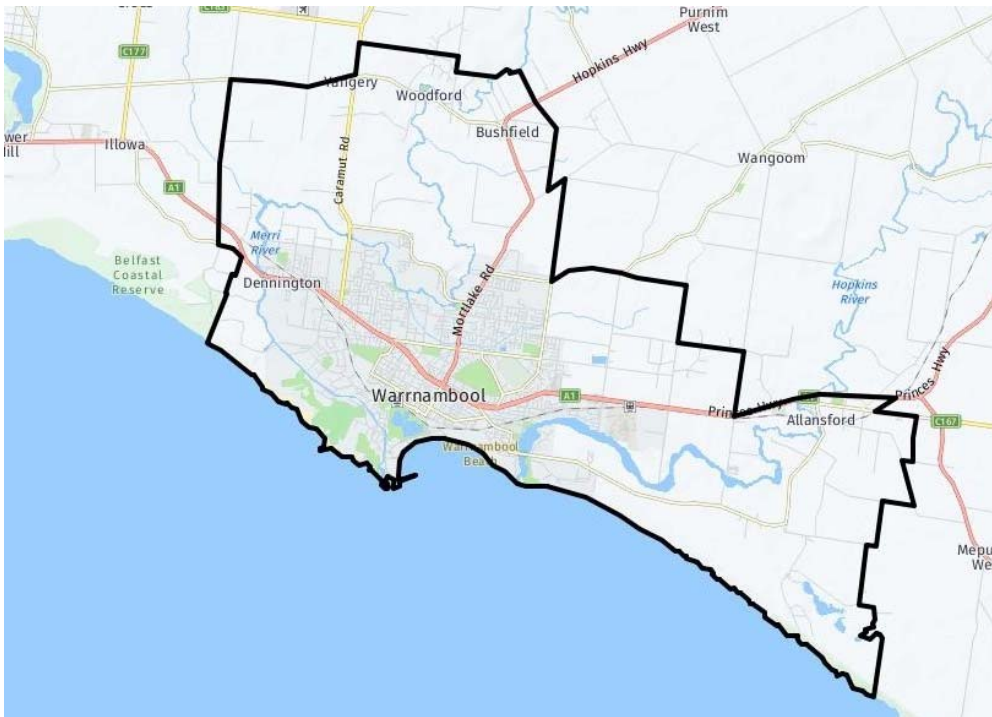 Purnim
West
C177
Hopkins Hwy
Yangery
Woodford
Bushfield
Illowa
Wangoom
A1
Caramut Rd
Merri
River
Belfast
Coastal
Reserve
Dennington
Mortlake Rd
Hopkins
River
Warrnambool
A1
Princes Hwy
Princes Hwy
Allansford
C167
Warrnambool
Beach